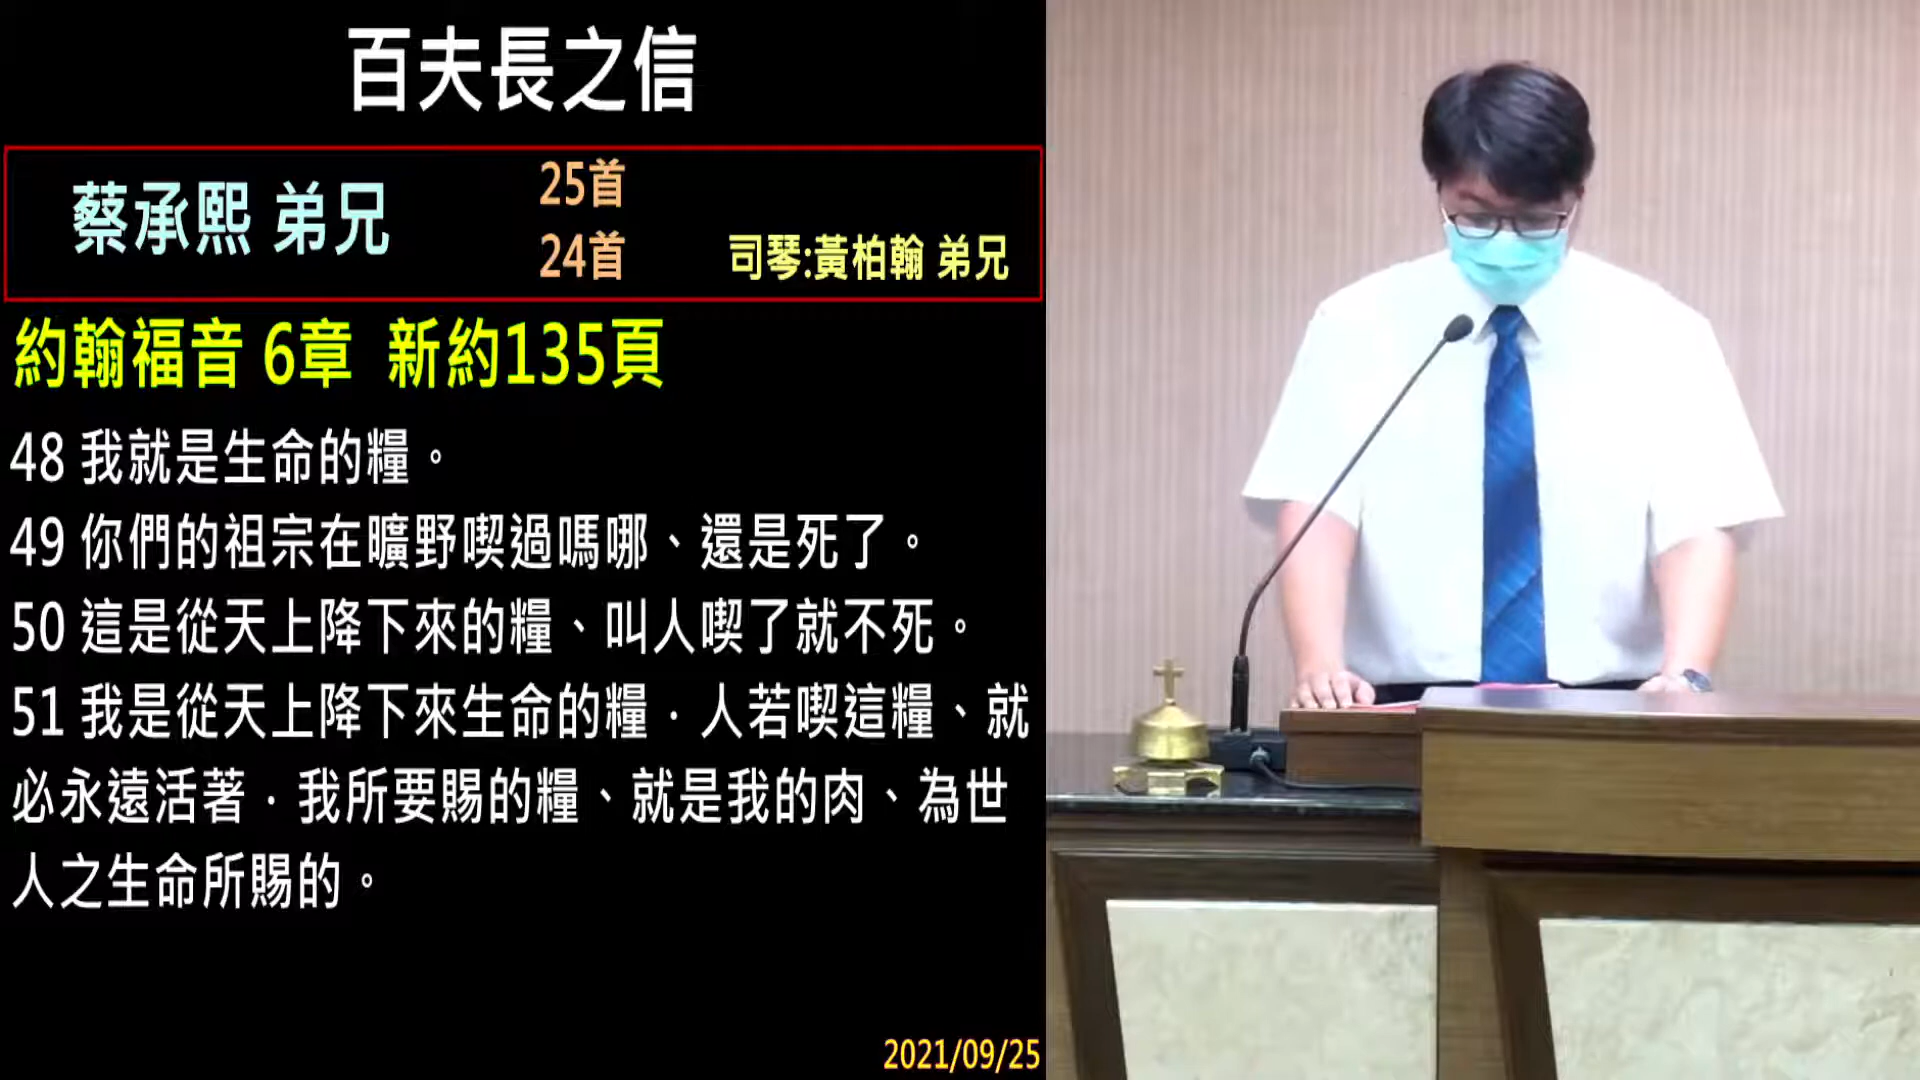 百夫長之信
蔡承熙 弟兄
25首
24首
司琴:黃柏翰 弟兄
約翰福音 6章 新約135頁
48 我就是生命的糧。
49 你們的祖宗在曠野喫過嗎哪、還是死了。
50 這是從天上降下來的糧、叫人喫了就不死。
51 我是從天上降下來生命的糧．人若喫這糧、就
必永遠活著．我所要賜的糧、就是我的肉、為世
人之生命所賜的。
2021/09/25